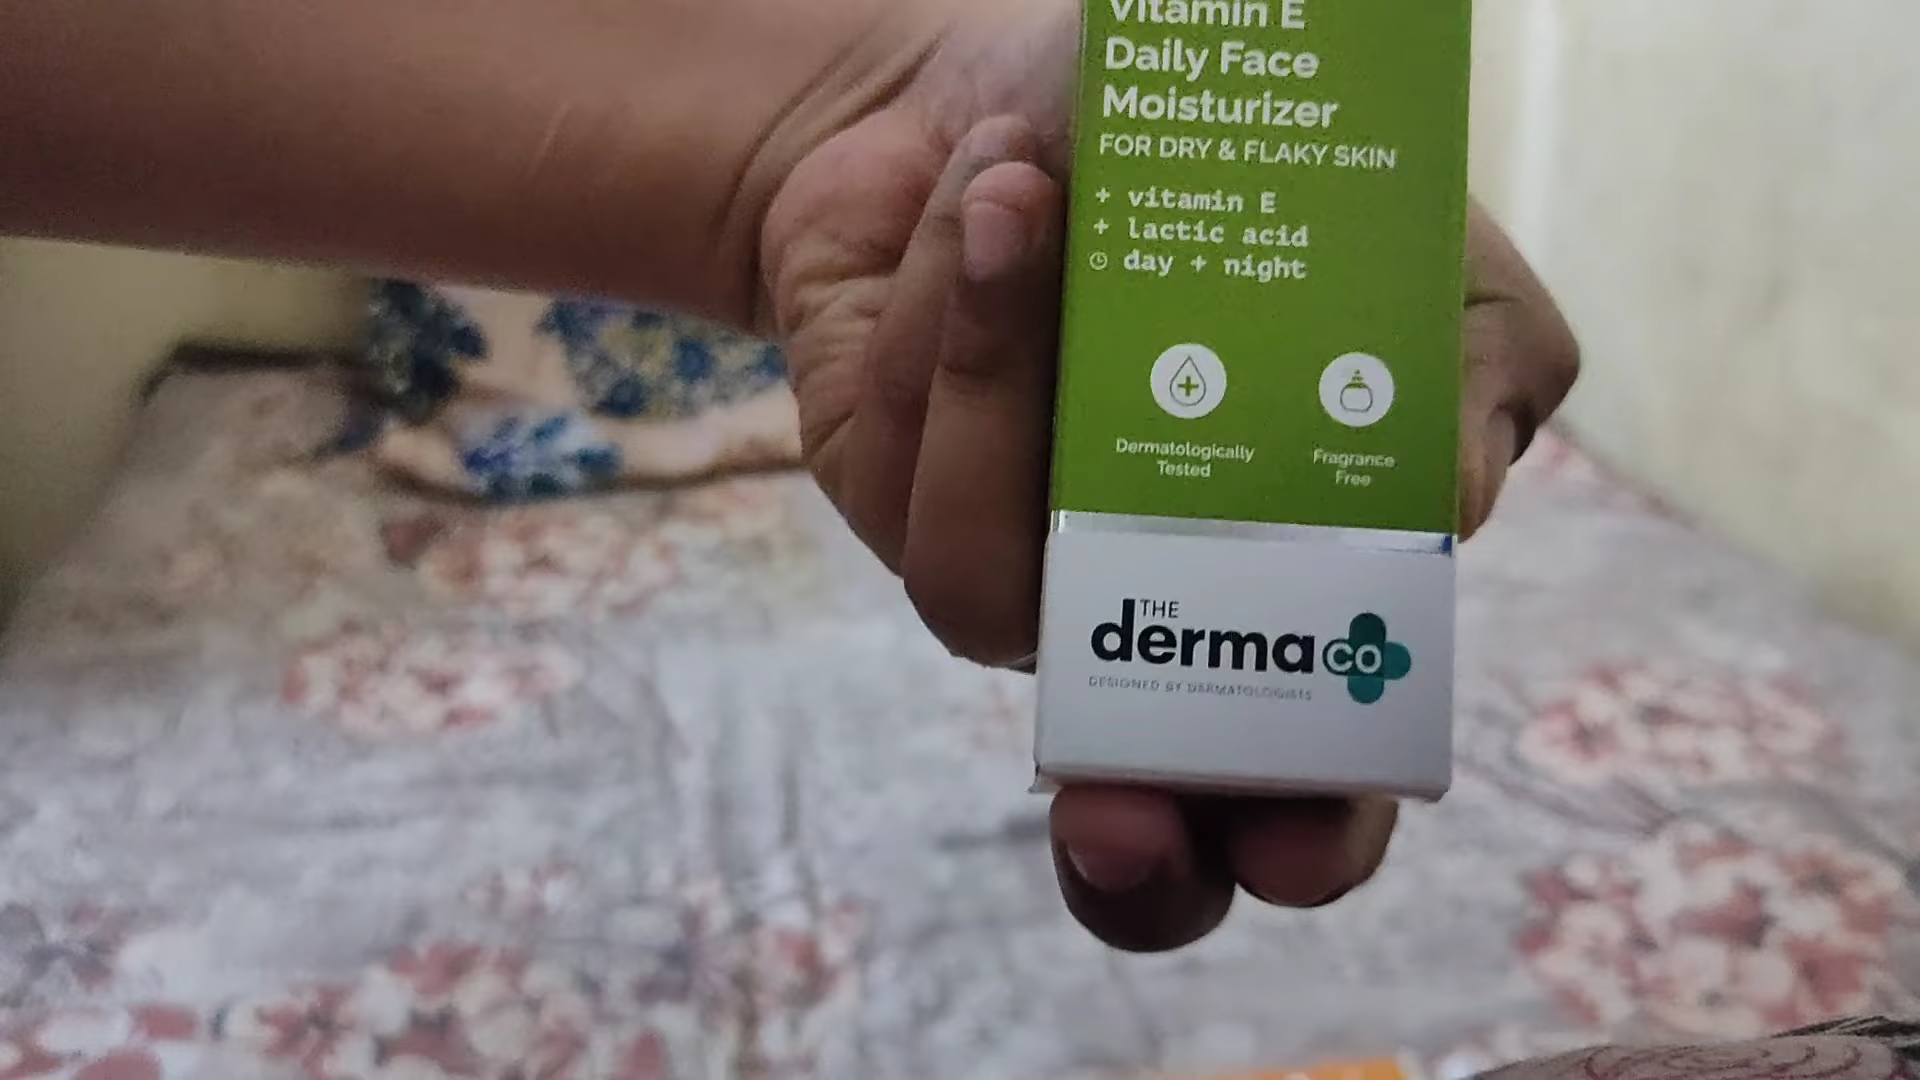 Vitamin E
Daily Face
Moisturizer
FOR DRY & FLAKY SKIN
+ vitamin E
+ lactic acid
day + night
Dermatologically
Tested
Fragrance
Free
THE
derma co
DESIGNED BY DERMATOLOGISTS